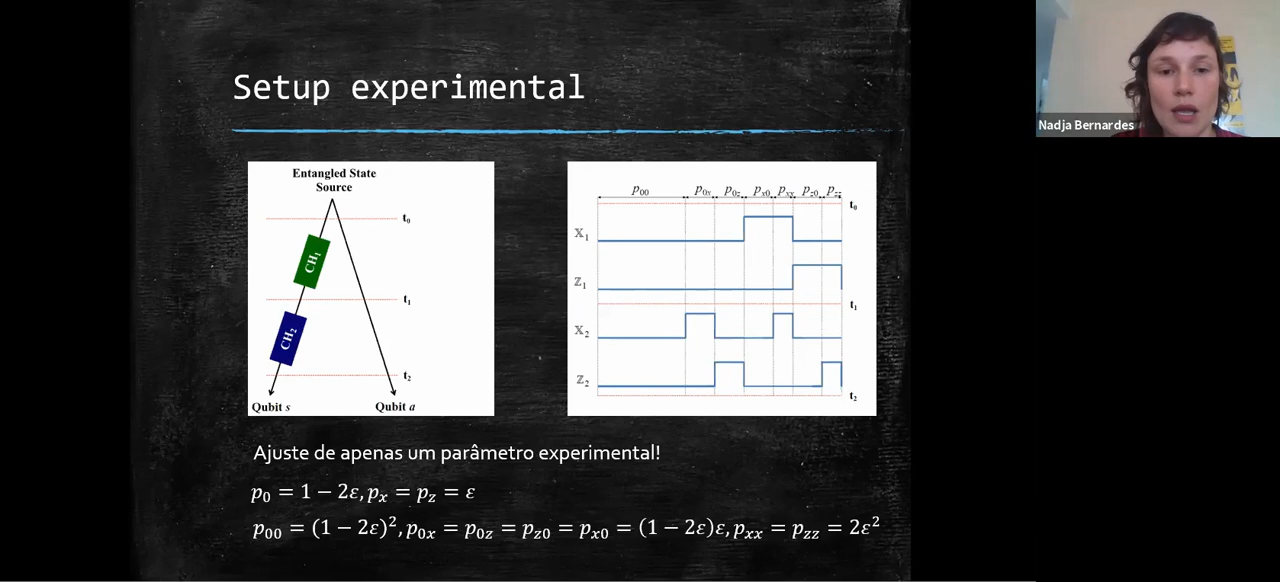 Setup experimental
Nadja Bernardes
Entangled State
Source
t₀
CH₁
t₁
CH₂
t₂
Qubit s
Qubit a
p₀₀ p₀ₓ p₀z pₓ₀ pₓₓ pz₀ pzz
t₀
𝕏₁
ℤ₁
t₁
𝕏₂
ℤ₂
t₂
Ajuste de apenas um parâmetro experimental!
p₀ = 1 − 2ε, pₓ = pz = ε
p₀₀ = (1 − 2ε)², p₀ₓ = p₀z = pz₀ = pₓ₀ = (1 − 2ε)ε, pₓₓ = pzz = 2ε²